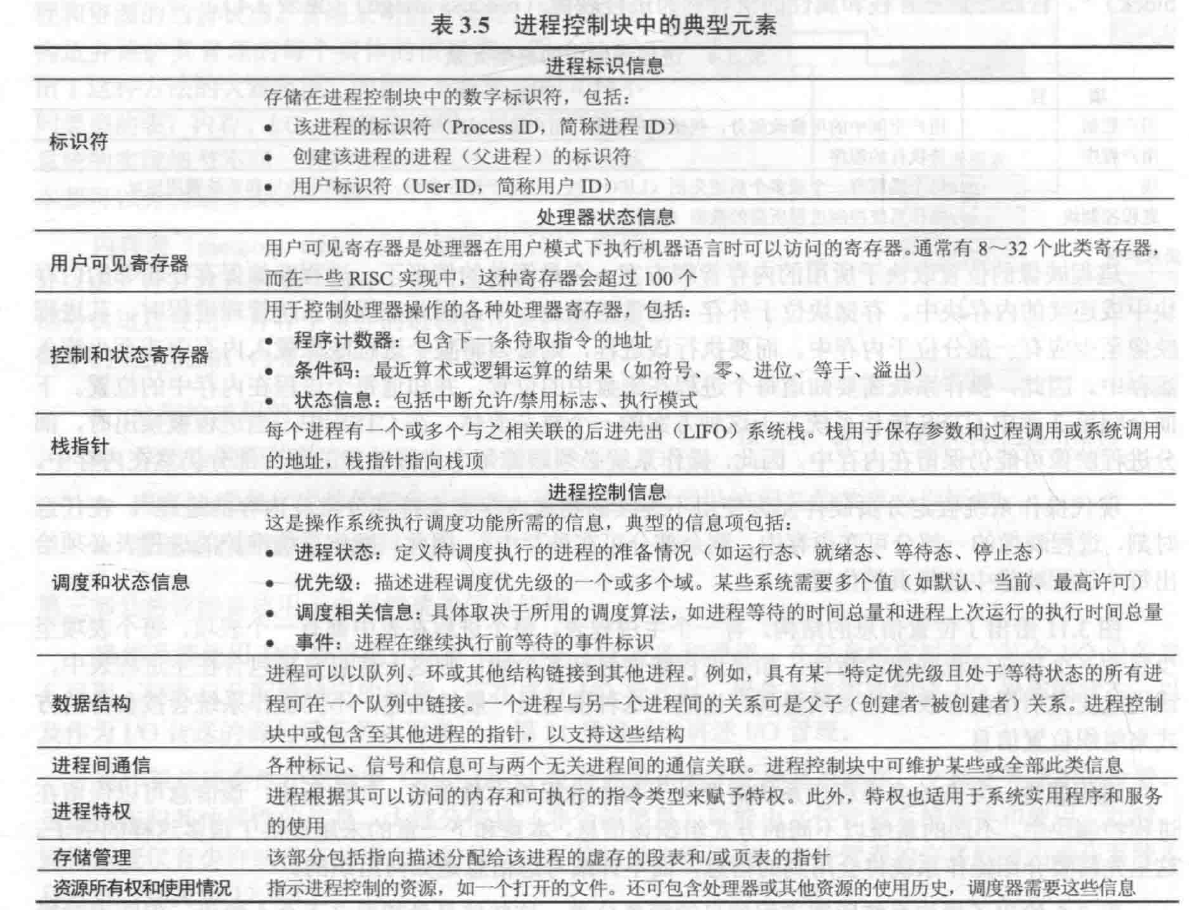 表 3.5 进程控制块中的典型元素
进程标识信息
标识符
存储在进程控制块中的数字标识符，包括：
● 该进程的标识符（Process ID，简称进程 ID）
● 创建该进程的进程（父进程）的标识符
● 用户标识符（User ID，简称用户 ID）
处理器状态信息
用户可见寄存器
用户可见寄存器是处理器在用户模式下执行机器语言时可以访问的寄存器。通常有 8～32 个此类寄存器，
而在一些 RISC 实现中，这种寄存器会超过 100 个
控制和状态寄存器
用于控制处理器操作的各种处理器寄存器，包括：
● 程序计数器：包含下一条待取指令的地址
● 条件码：最近算术或逻辑运算的结果（如符号、零、进位、等于、溢出）
● 状态信息：包括中断允许/禁用标志、执行模式
栈指针
每个进程有一个或多个与之相关联的后进先出（LIFO）系统栈。栈用于保存参数和过程调用或系统调用
的地址，栈指针指向栈顶
进程控制信息
调度和状态信息
这是操作系统执行调度功能所需的信息，典型的信息项包括：
● 进程状态：定义待调度执行的进程的准备情况（如运行态、就绪态、等待态、停止态）
● 优先级：描述进程调度优先级的一个或多个域。某些系统需要多个值（如默认、当前、最高许可）
● 调度相关信息：具体取决于所用的调度算法，如进程等待的时间总量和进程上次运行的执行时间总量
● 事件：进程在继续执行前等待的事件标识
数据结构
进程可以以队列、环或其他结构链接到其他进程。例如，具有某一特定优先级且处于等待状态的所有进
程可在一个队列中链接。一个进程与另一个进程间的关系可是父子（创建者-被创建者）关系。进程控制
块中或包含至其他进程的指针，以支持这些结构
进程间通信
各种标记、信号和信息可与两个无关进程间的通信关联。进程控制块中可维护某些或全部此类信息
进程特权
进程根据其可以访问的内存和可执行的指令类型来赋予特权。此外，特权也适用于系统实用程序和服务
的使用
存储管理
该部分包括指向描述分配给该进程的虚存的段表和/或页表的指针
资源所有权和使用情况
指示进程控制的资源，如一个打开的文件。还可包含处理器或其他资源的使用历史，调度器需要这些信息